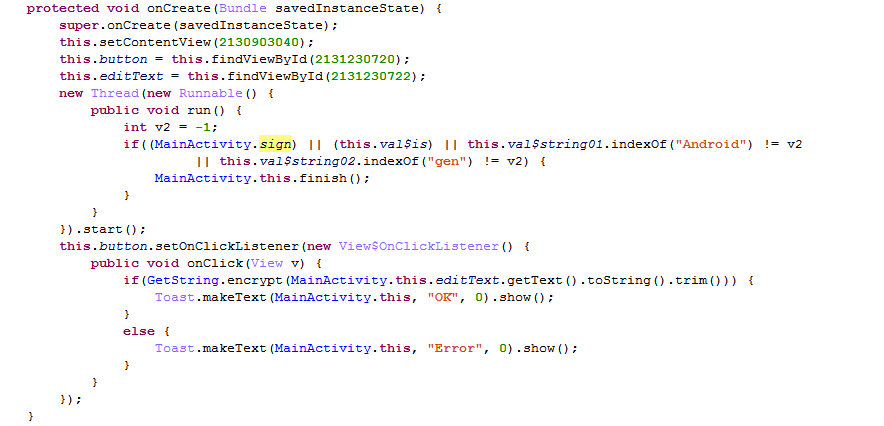 protected void onCreate(Bundle savedInstanceState) {
    super.onCreate(savedInstanceState);
    this.setContentView(2130903040);
    this.button = this.findViewById(2131230720);
    this.editText = this.findViewById(2131230722);
    new Thread(new Runnable() {
        public void run() {
            int v2 = -1;
            if((MainActivity.sign) || (this.val$is) || this.val$string01.indexOf("Android") != v2
                     || this.val$string02.indexOf("gen") != v2) {
                MainActivity.this.finish();
            }
        }
    }).start();
    this.button.setOnClickListener(new View$OnClickListener() {
        public void onClick(View v) {
            if(GetString.encrypt(MainActivity.this.editText.getText().toString().trim())) {
                Toast.makeText(MainActivity.this, "OK", 0).show();
            }
            else {
                Toast.makeText(MainActivity.this, "Error", 0).show();
            }
        }
    });
}